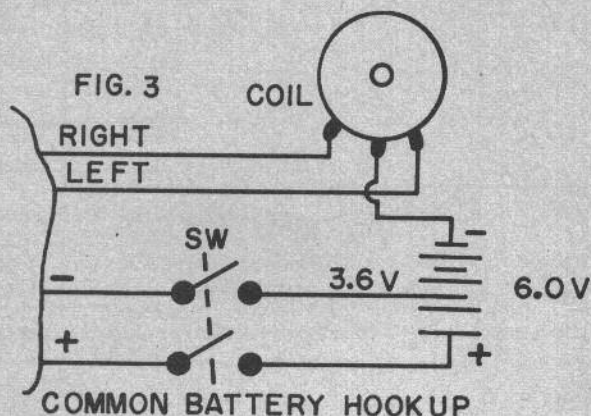 FIG. 3
COIL
RIGHT
LEFT
SW
-
-
3.6 V
6.0 V
+
+
COMMON BATTERY HOOKUP